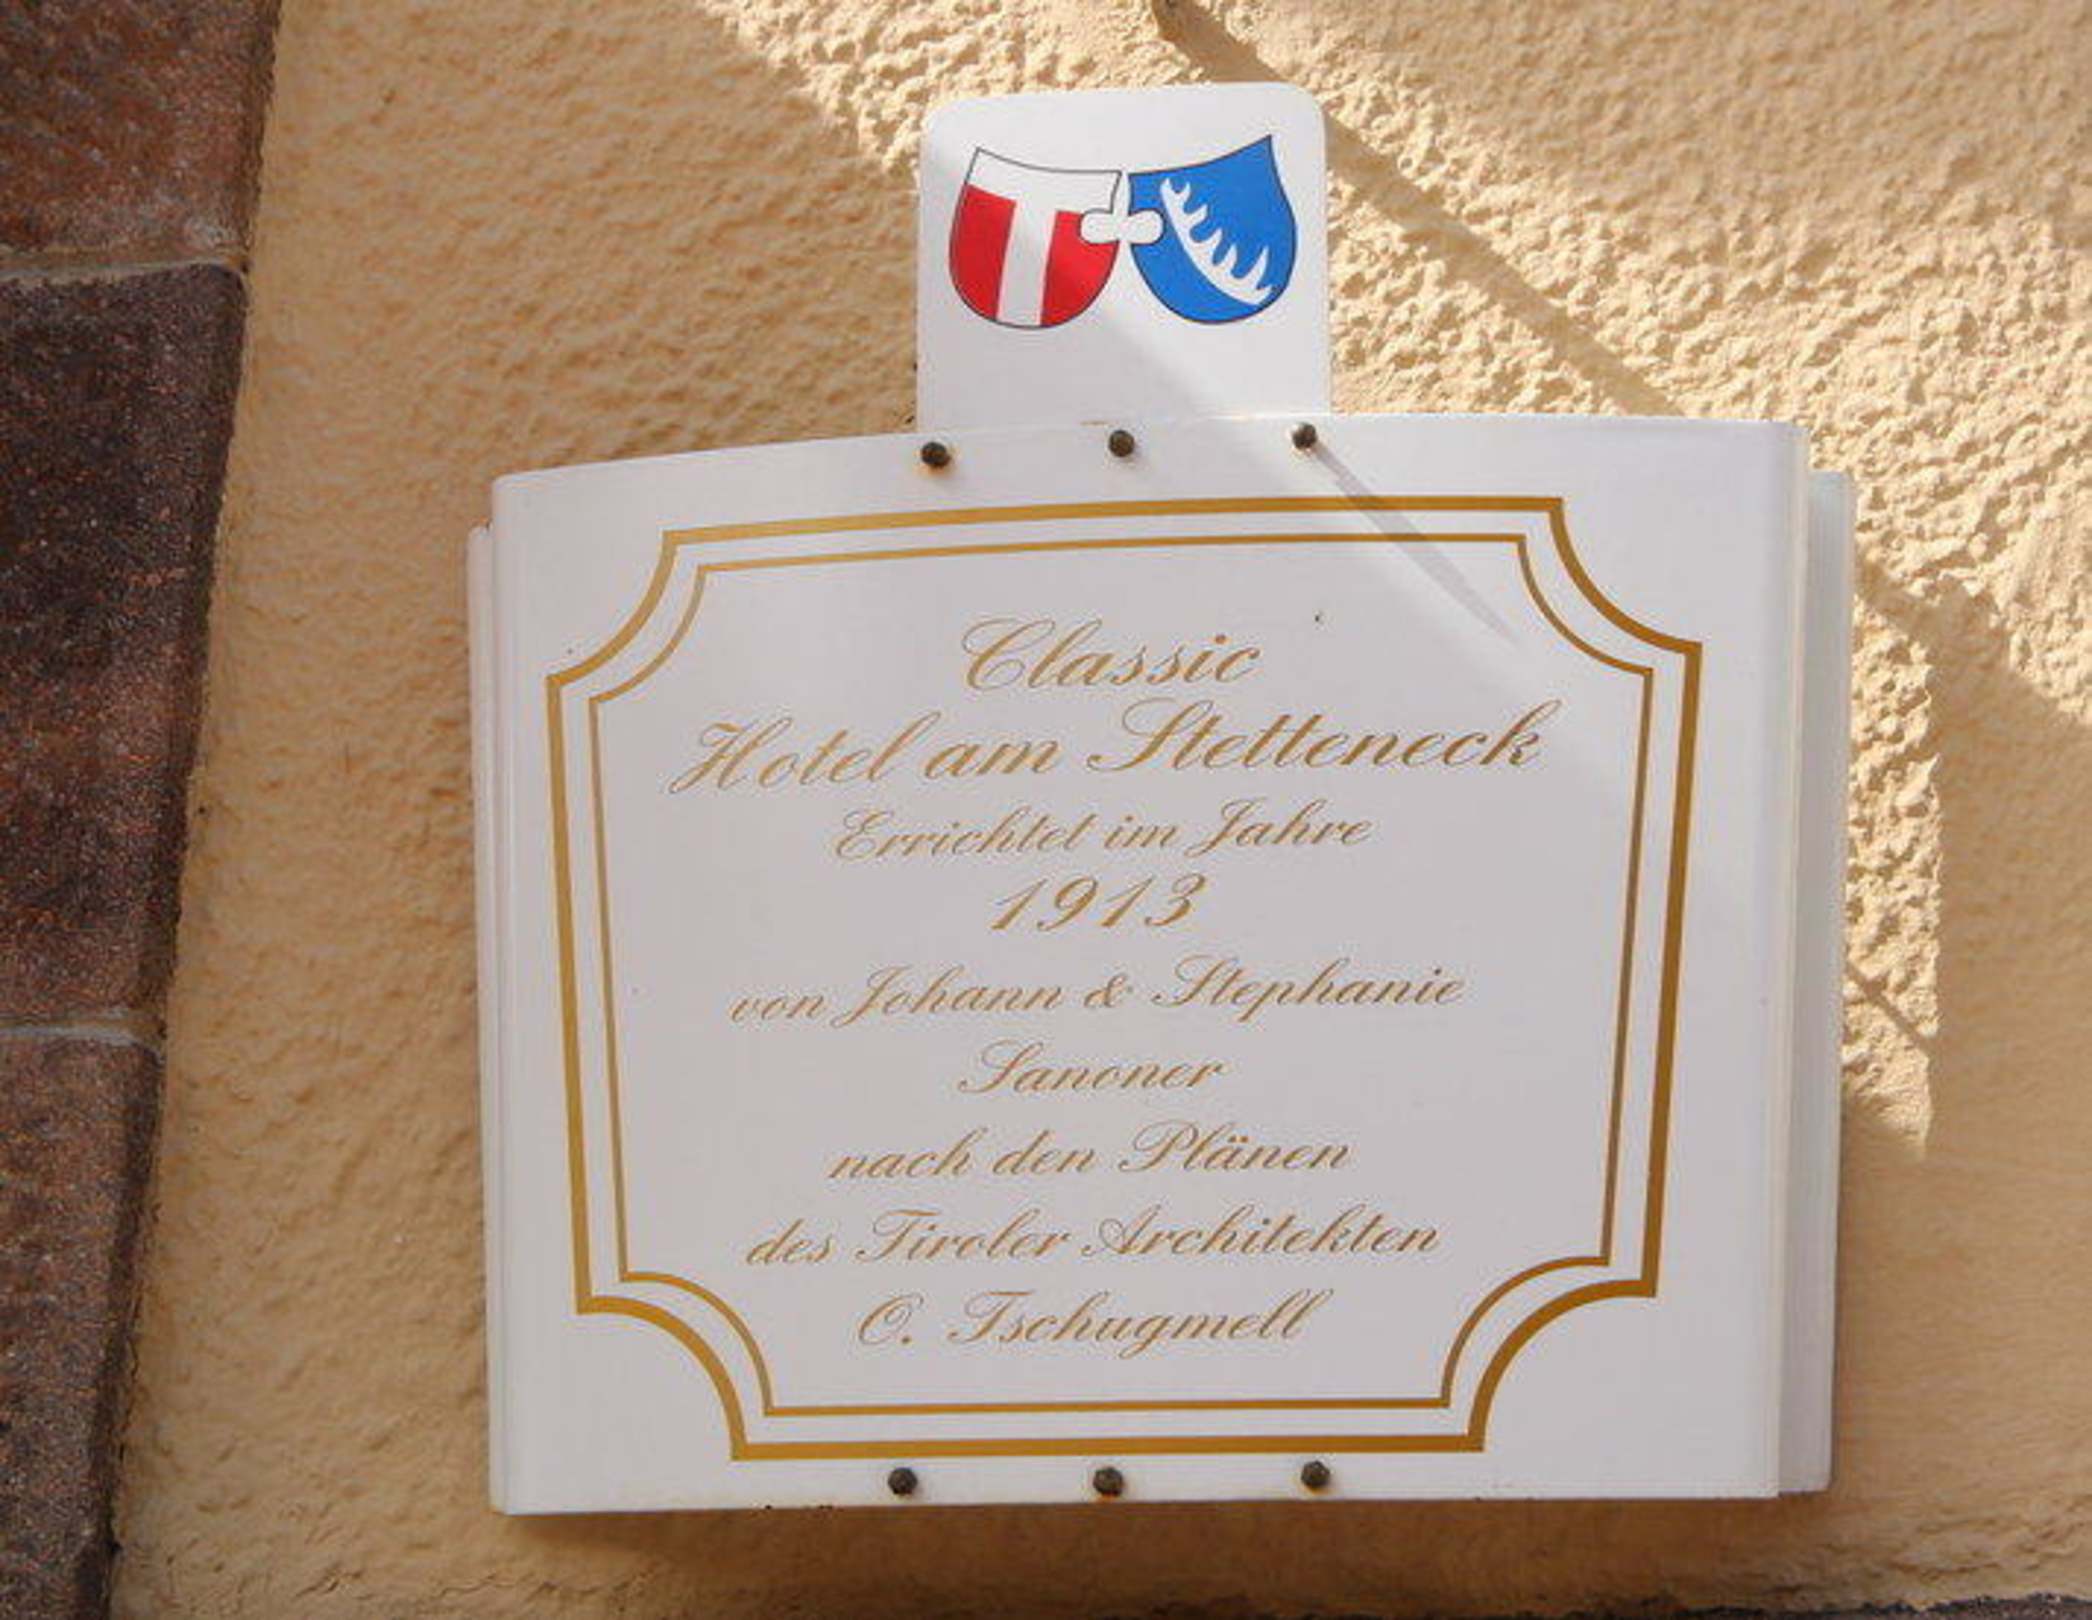 Classic
Hotel am Stetteneck
Errichtet im Jahre
1913
von Johann & Stephanie
Sanoner
nach den Plänen
des Tiroler Architekten
O. Tschugmell